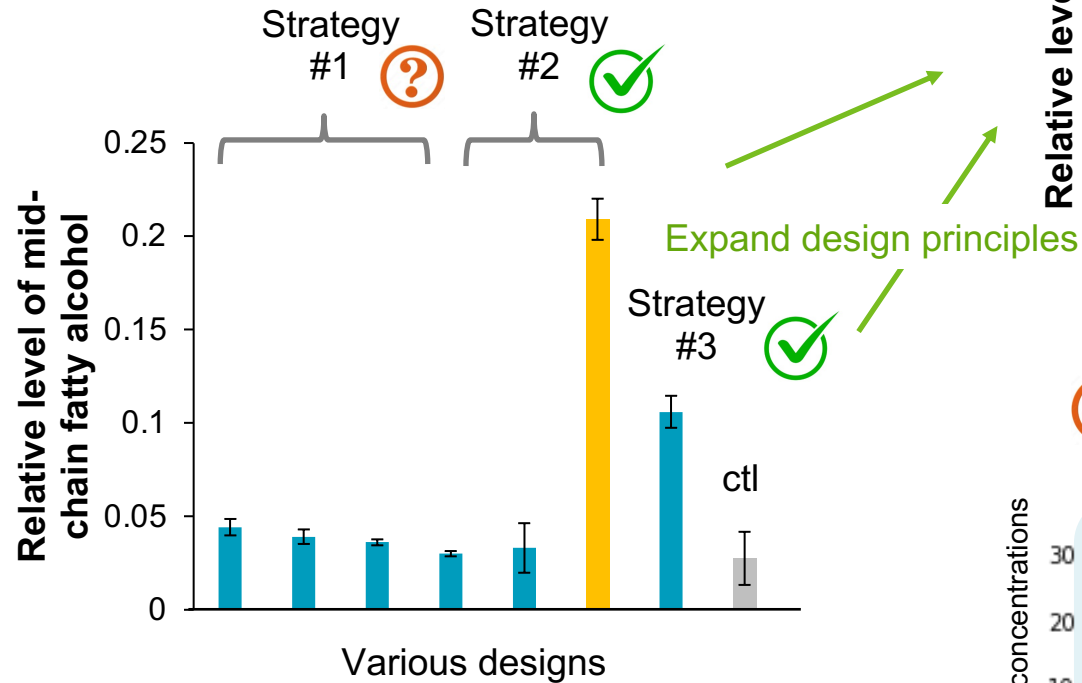 Strategy
#1
?
Strategy
#2
Relative level of mid-
chain fatty alcohol
0.25
0.2
0.15
0.1
0.05
0
Strategy
#3
ctl
Various designs
Expand design principles
30
20
concentrations